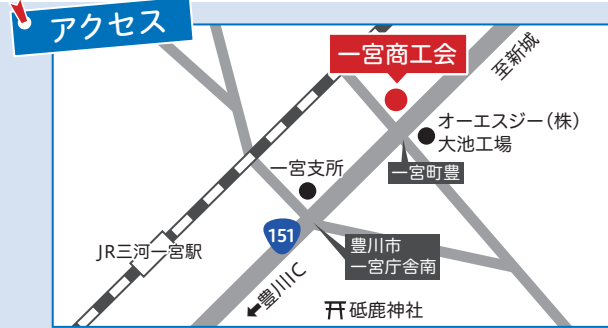 アクセス
一宮商工会
至新城
オーエスジー(株)
大池工場
一宮町豊
一宮支所
151
JR三河一宮駅
豊川市
一宮庁舎南
豊川IC
砥鹿神社